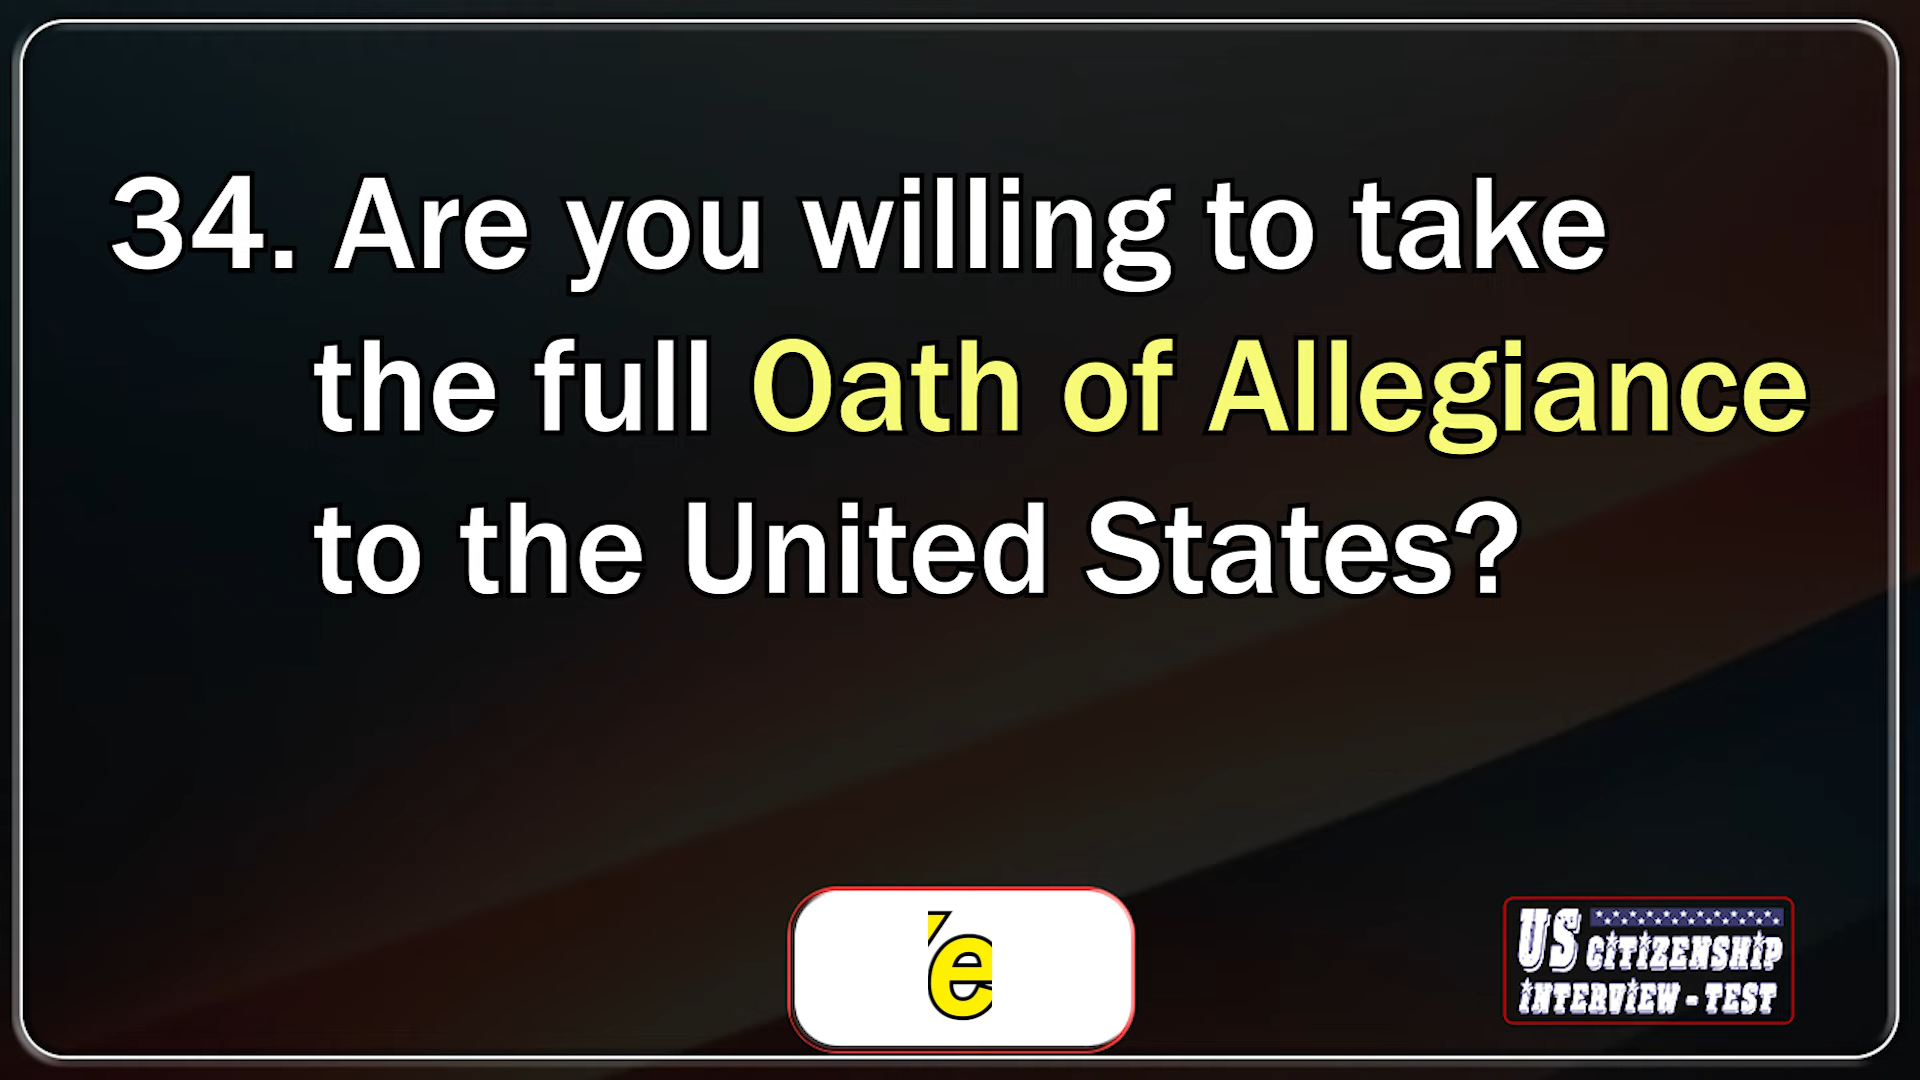 34. Are you willing to take
the full Oath of Allegiance
to the United States?
US CITIZENSHIP
INTERVIEW - TEST